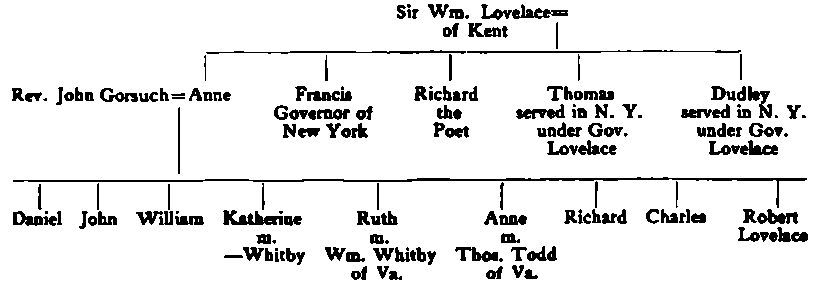 Sir Wm. Lovelace=
of Kent
Rev. John Gorsuch=Anne
Francis
Governor of
New York
Richard
the
Poet
Thomas
served in N. Y.
under Gov.
Lovelace
Dudley
served in N. Y.
under Gov.
Lovelace
Daniel
John
William
Katherine
m.
—Whitby
Ruth
m.
Wm. Whitby
of Va.
Anne
m.
Thos. Todd
of Va.
Richard
Charles
Robert
Lovelace